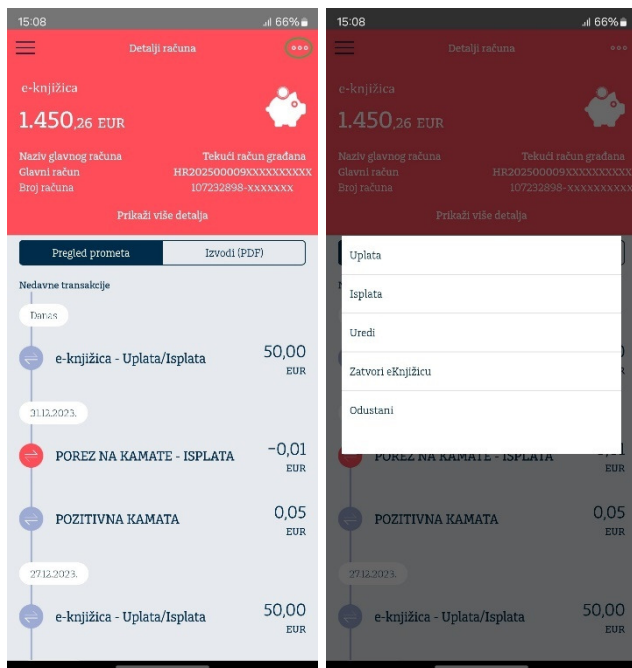 15:08
66%
Detalji računa
e-knjižica
1.450,26 EUR
Naziv glavnog računa Tekući račun građana
Glavni račun HR202500009XXXXXXXXXX
Broj računa 107232898-xxxxxxx
Prikaži više detalja
Pregled prometa Izvodi (PDF)
Nedavne transakcije
Danas
e-knjižica - Uplata/Isplata 50,00
EUR
31.12.2023.
POREZ NA KAMATE - ISPLATA -0,01
EUR
POZITIVNA KAMATA 0,05
EUR
27.12.2023.
e-knjižica - Uplata/Isplata 50,00
EUR
15:08
66%
Detalji računa
e-knjižica
1.450,26 EUR
Naziv glavnog računa Tekući račun građana
Glavni račun HR202500009XXXXXXXXXX
Broj računa 107232898-xxxxxxxxxx
Prikaži više detalja
Uplata
Isplata
Uredi
Zatvori eKnjižicu
Odustani
POREZ NA KAMATE - ISPLATA
EUR
POZITIVNA KAMATA 0,05
EUR
27.12.2023.
e-knjižica - Uplata/Isplata 50,00
EUR